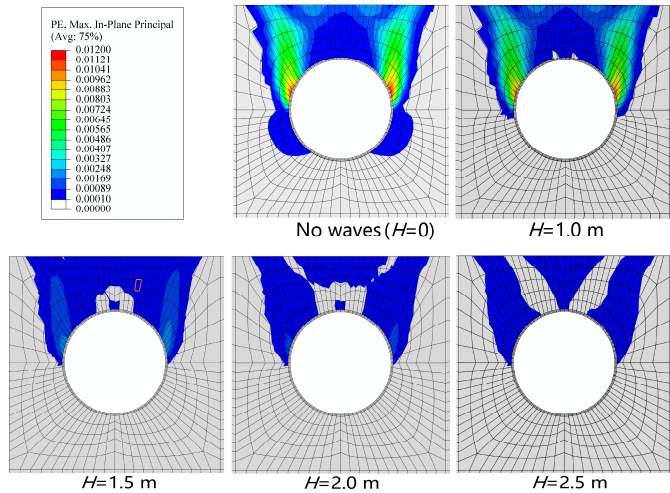 PE, Max. In-Plane Principal
(Avg: 75%)
0.01200
0.01121
0.01041
0.00962
0.00883
0.00803
0.00724
0.00645
0.00565
0.00486
0.00407
0.00327
0.00248
0.00169
0.00089
0.00010
0.00000
No waves (H=0)
H=1.0 m
H=1.5 m
H=2.0 m
H=2.5 m